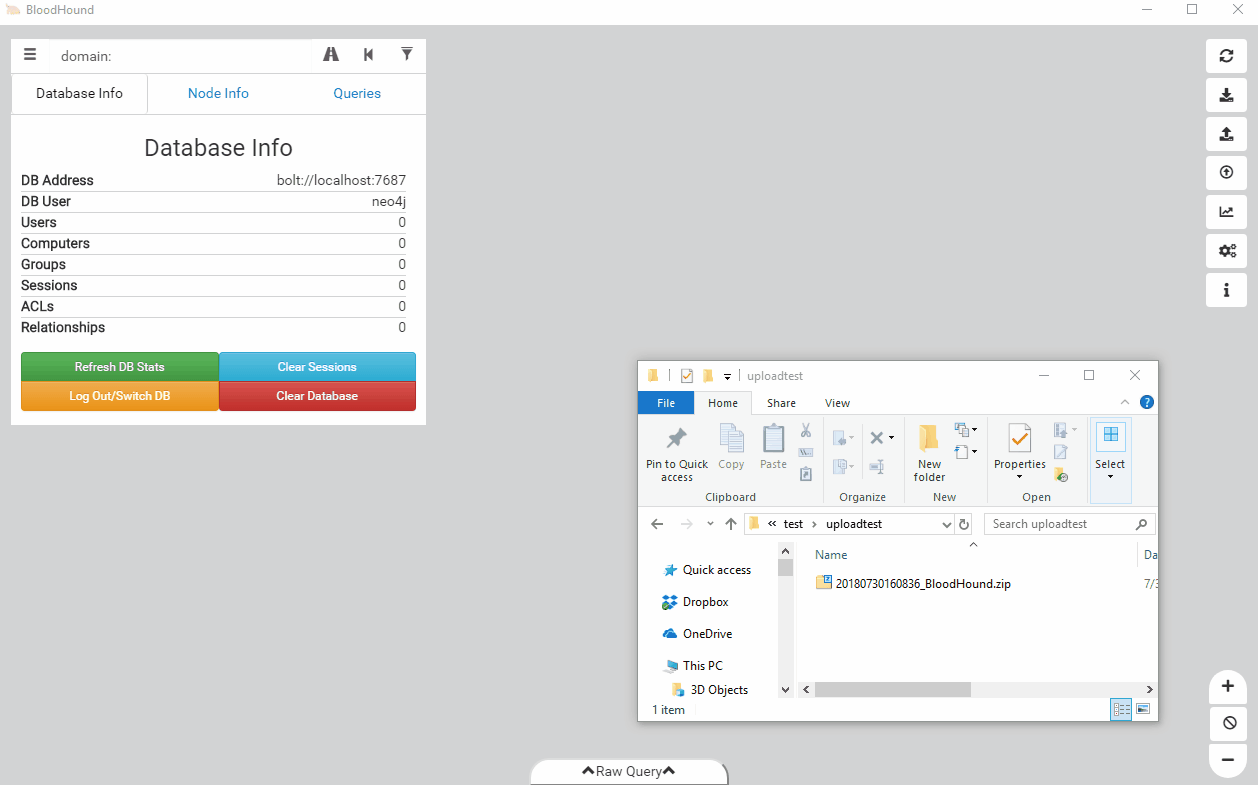 BloodHound
domain:
Database Info Node Info Queries
Database Info
DB Address bolt://localhost:7687
DB User neo4j
Users 0
Computers 0
Groups 0
Sessions 0
ACLs 0
Relationships 0
Refresh DB Stats Clear Sessions
Log Out/Switch DB Clear Database
uploadtest
File Home Share View
Pin to Quick access Copy Paste New folder Properties Select
Clipboard Organize New Open
« test › uploadtest Search uploadtest
Name Da
Quick access
20180730160836_BloodHound.zip 7/3
Dropbox
OneDrive
This PC
3D Objects
1 item
Raw Query